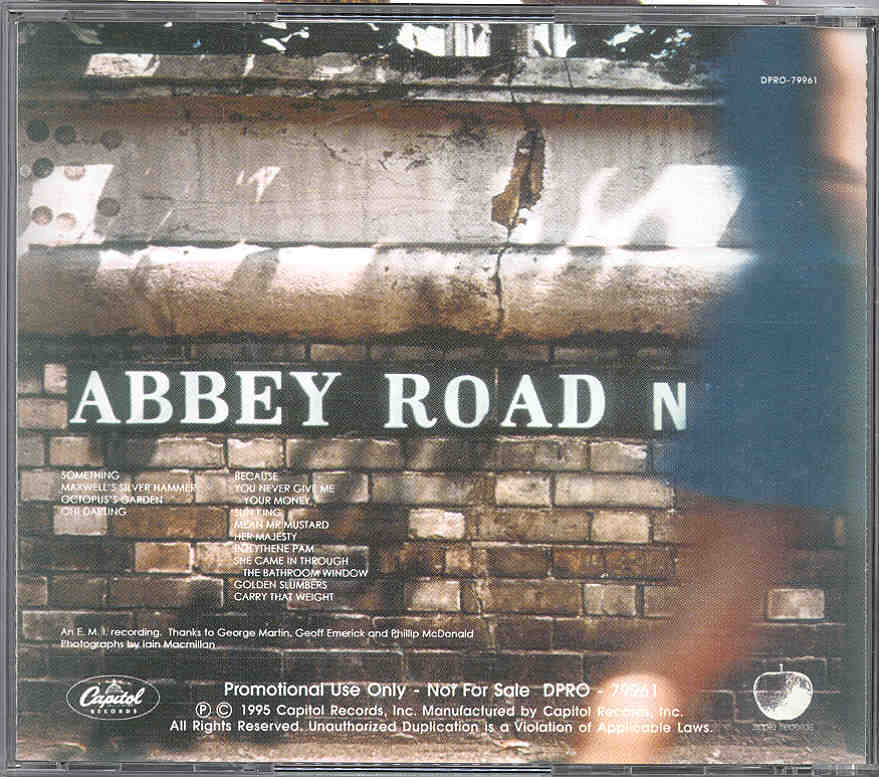 DPRO-79961
ABBEY ROAD N
SOMETHING
MAXWELL'S SILVER HAMMER
OCTOPUS'S GARDEN
OH! DARLING
BECAUSE
YOU NEVER GIVE ME
YOUR MONEY
SUN KING
MEAN MR MUSTARD
HER MAJESTY
POLYTHENE PAM
SHE CAME IN THROUGH
THE BATHROOM WINDOW
GOLDEN SLUMBERS
CARRY THAT WEIGHT
An E. M. I. recording. Thanks to George Martin, Geoff Emerick and Phillip McDonald
Photographs by Iain Macmillan
Capitol
RECORDS
Promotional Use Only - Not For Sale DPRO - 79961
Ⓟ © 1995 Capitol Records, Inc. Manufactured by Capitol Records, Inc.
All Rights Reserved. Unauthorized Duplication is a Violation of Applicable Laws.
apple records